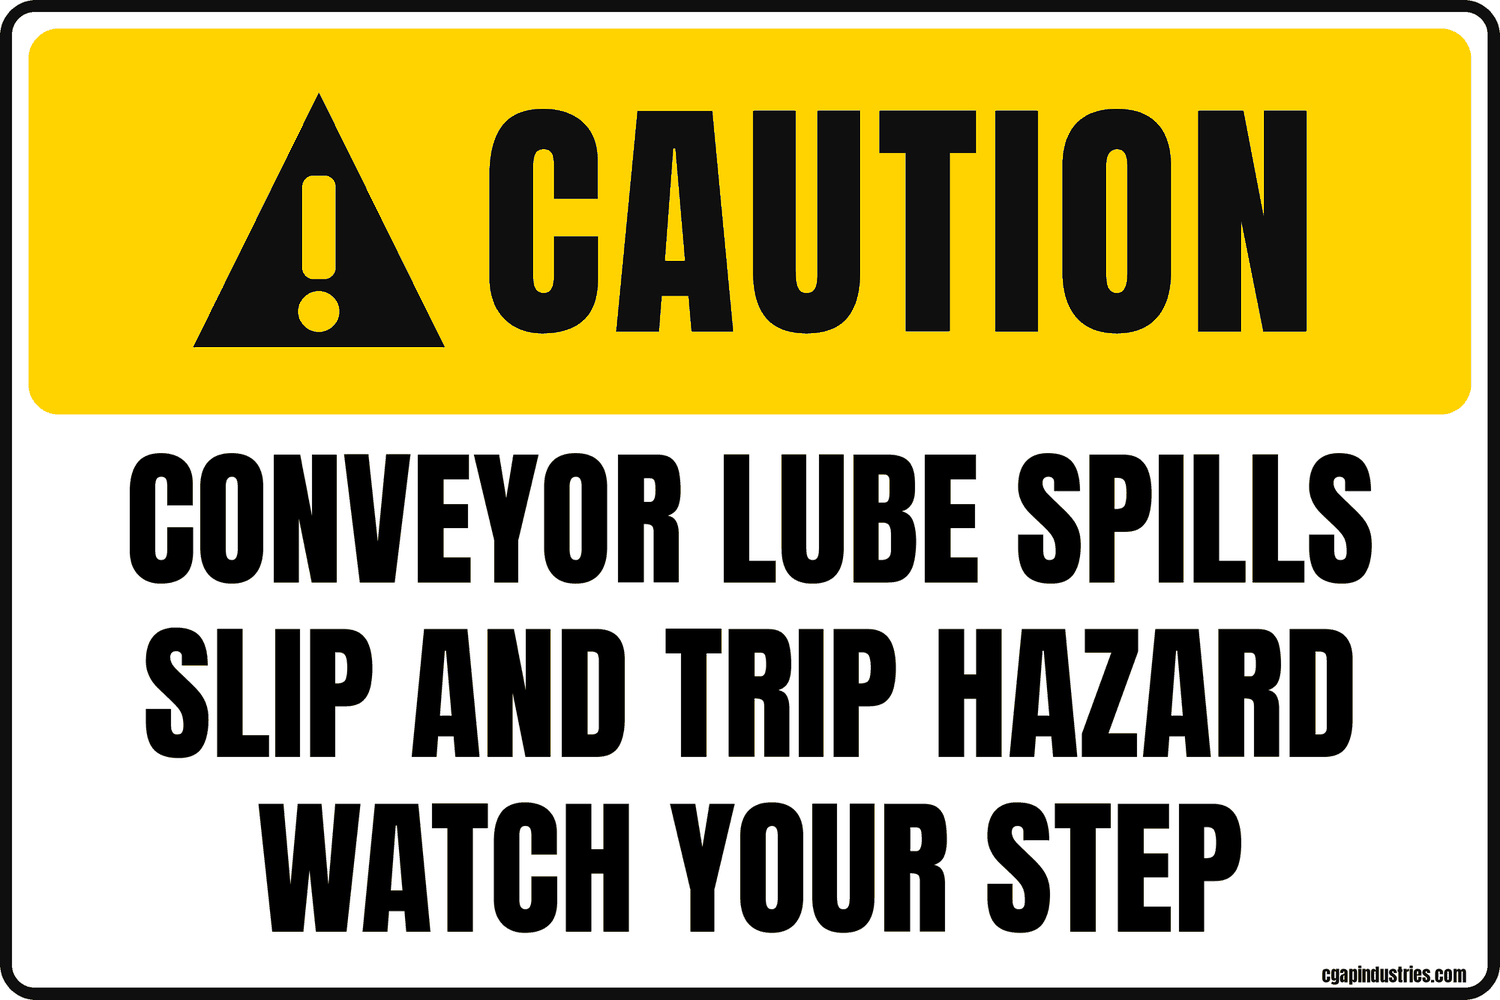 CAUTION
CONVEYOR LUBE SPILLS
SLIP AND TRIP HAZARD
WATCH YOUR STEP
cgapindustries.com